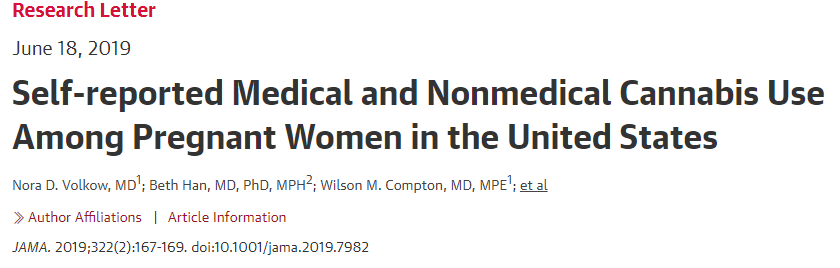 Research Letter
June 18, 2019
Self-reported Medical and Nonmedical Cannabis Use
Among Pregnant Women in the United States
Nora D. Volkow, MD1; Beth Han, MD, PhD, MPH2; Wilson M. Compton, MD, MPE1; et al
» Author Affiliations | Article Information
JAMA. 2019;322(2):167-169. doi:10.1001/jama.2019.7982